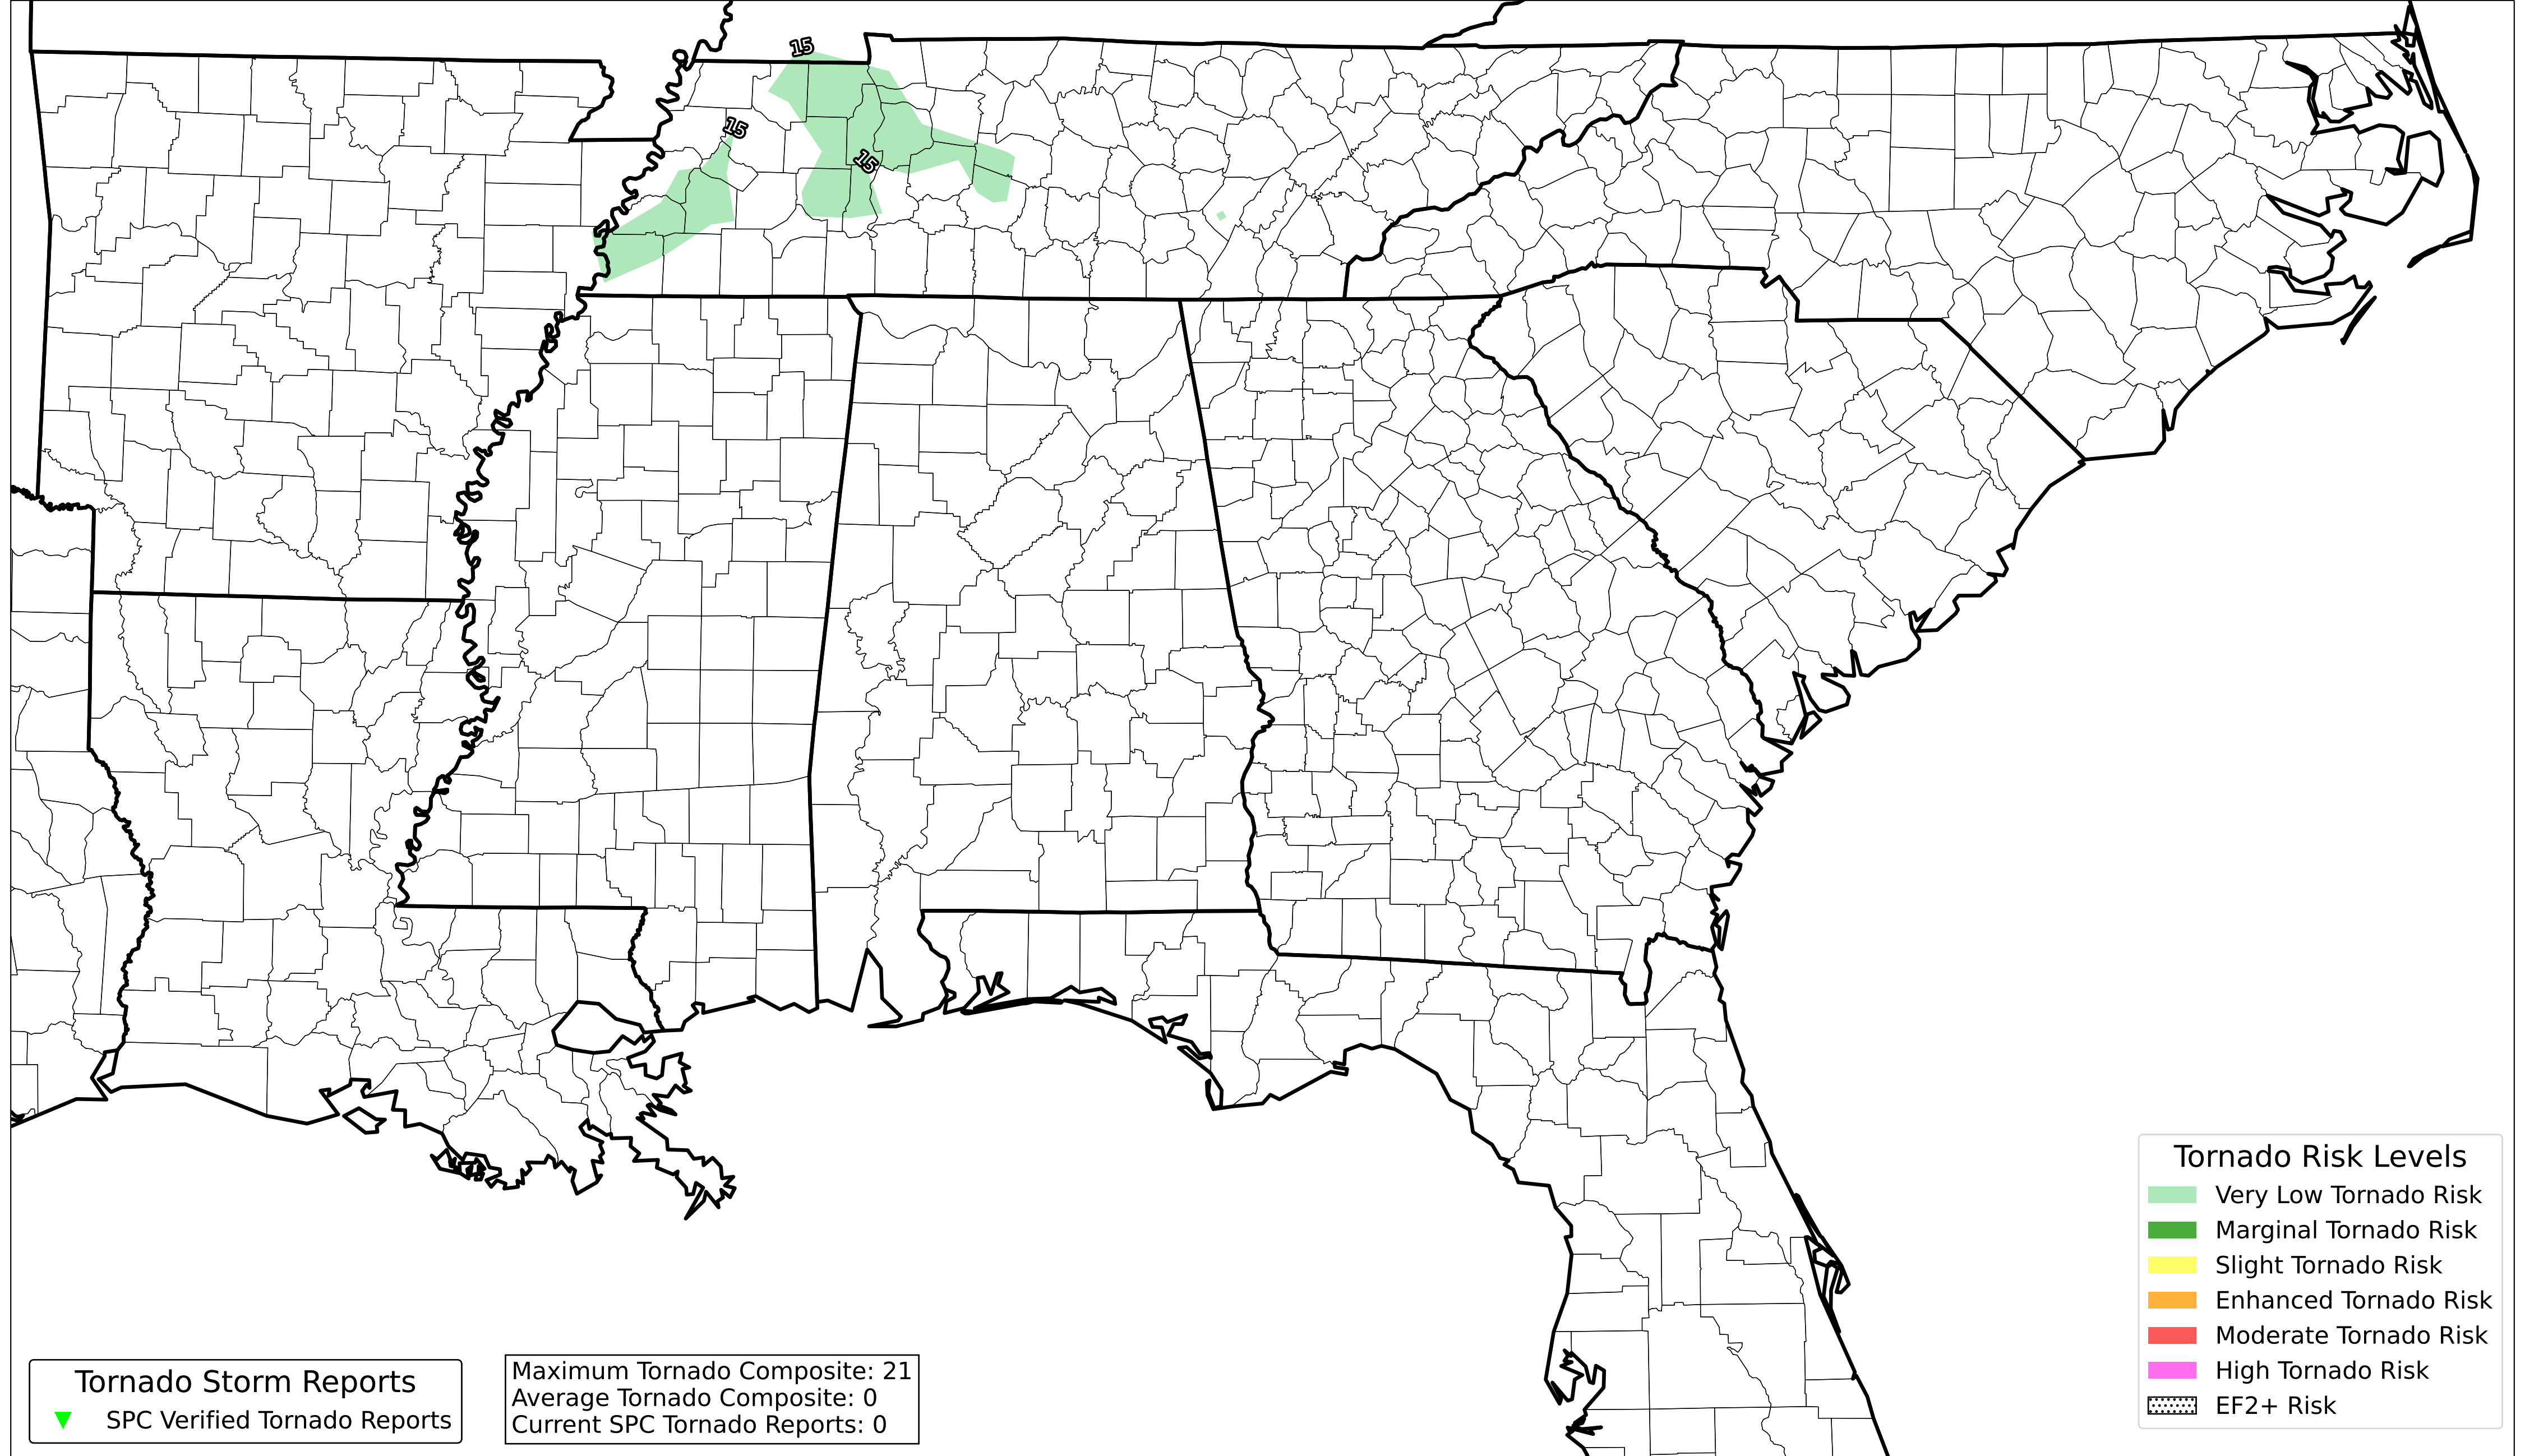 15
15
15
Tornado Risk Levels
Very Low Tornado Risk
Marginal Tornado Risk
Slight Tornado Risk
Enhanced Tornado Risk
Moderate Tornado Risk
High Tornado Risk
EF2+ Risk
Tornado Storm Reports
SPC Verified Tornado Reports
Maximum Tornado Composite: 21
Average Tornado Composite: 0
Current SPC Tornado Reports: 0